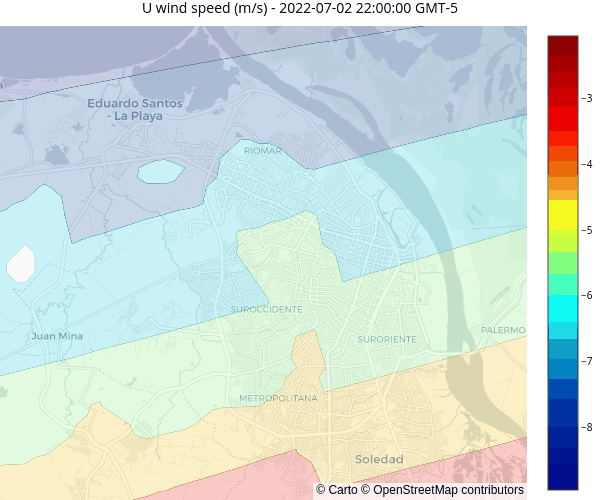 U wind speed (m/s) - 2022-07-02 22:00:00 GMT-5
Eduardo Santos
- La Playa
RIOMAR
SUROCCIDENTE
Juan Mina
SURORIENTE
PALERMO
METROPOLITANA
Soledad
© Carto © OpenStreetMap contributors
−3
−4
−5
−6
−7
−8